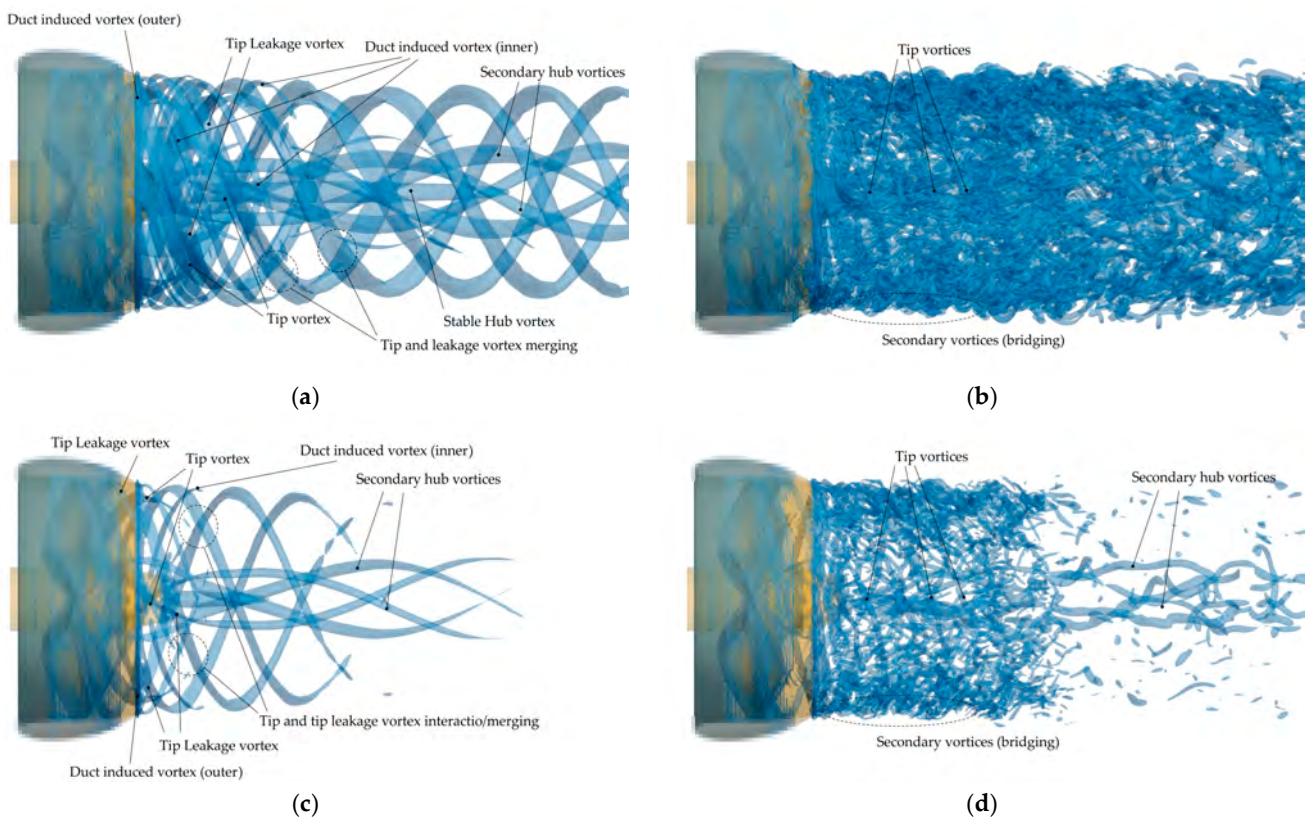 Duct induced vortex (outer)
Tip Leakage vortex
Duct induced vortex (inner)
Secondary hub vortices
Tip vortex
Stable Hub vortex
Tip and leakage vortex merging
(a)
Tip vortices
Secondary vortices (bridging)
(b)
Tip Leakage vortex
Tip vortex
Duct induced vortex (inner)
Secondary hub vortices
Tip and tip leakage vortex interactio/merging
Tip Leakage vortex
Duct induced vortex (outer)
(c)
Tip vortices
Secondary hub vortices
Secondary vortices (bridging)
(d)